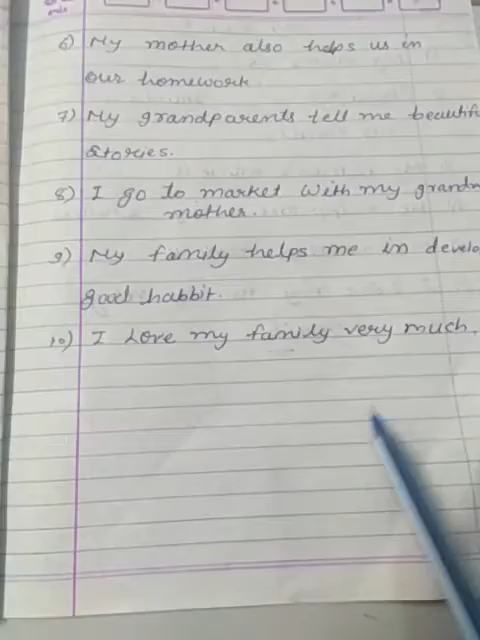 6) My mother also helps us in
our homework.
7) My grandparents tell me beautif
stories.
8) I go to market with my grand
mother.
9) My family helps me in develo
good habbit.
10) I Love my family very much.